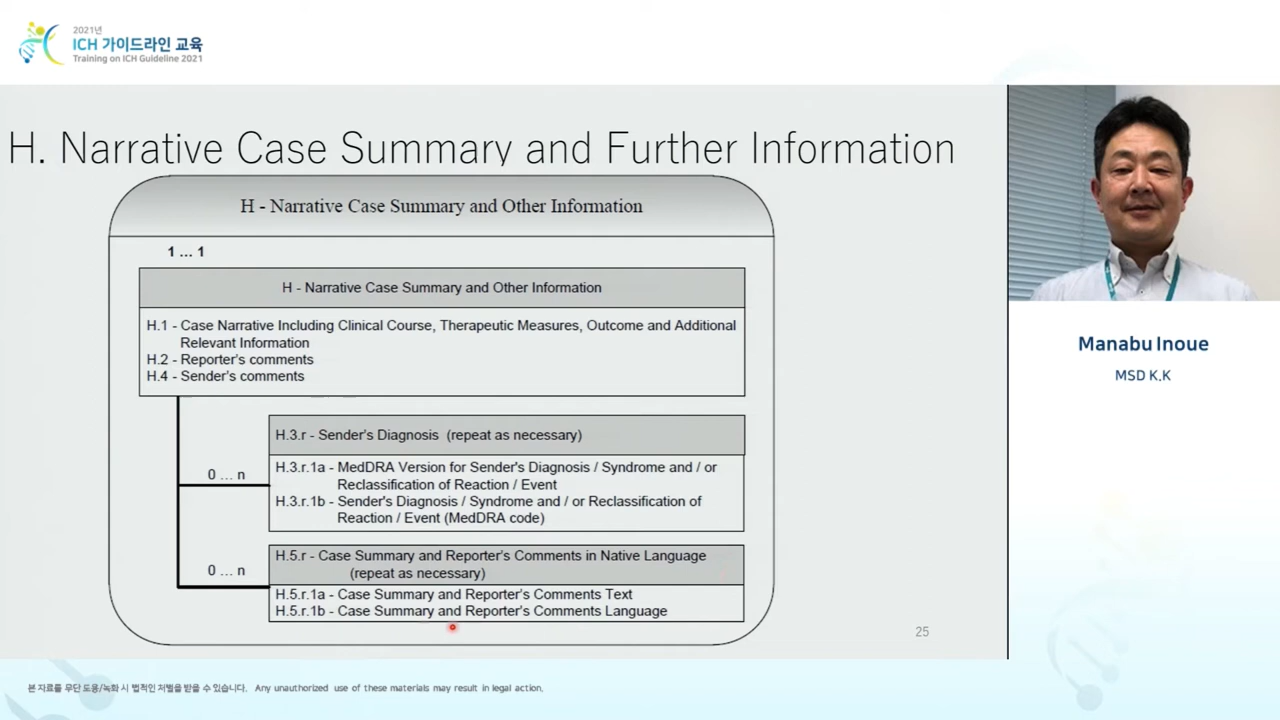 2021년
ICH 가이드라인 교육
Training on ICH Guideline 2021
H. Narrative Case Summary and Further Information
H - Narrative Case Summary and Other Information
1 ... 1
H - Narrative Case Summary and Other Information
H.1 - Case Narrative Including Clinical Course, Therapeutic Measures, Outcome and Additional
Relevant Information
H.2 - Reporter's comments
H.4 - Sender's comments
H.3.r - Sender's Diagnosis (repeat as necessary)
0 ... n
H.3.r.1a - MedDRA Version for Sender's Diagnosis / Syndrome and / or
Reclassification of Reaction / Event
H.3.r.1b - Sender's Diagnosis / Syndrome and / or Reclassification of
Reaction / Event (MedDRA code)
0 ... n
H.5.r - Case Summary and Reporter's Comments in Native Language
(repeat as necessary)
H.5.r.1a - Case Summary and Reporter's Comments Text
H.5.r.1b - Case Summary and Reporter's Comments Language
25
Manabu Inoue
MSD K.K
본 자료를 무단 도용/녹화 시 법적인 처벌을 받을 수 있습니다. Any unauthorized use of these materials may result in legal action.